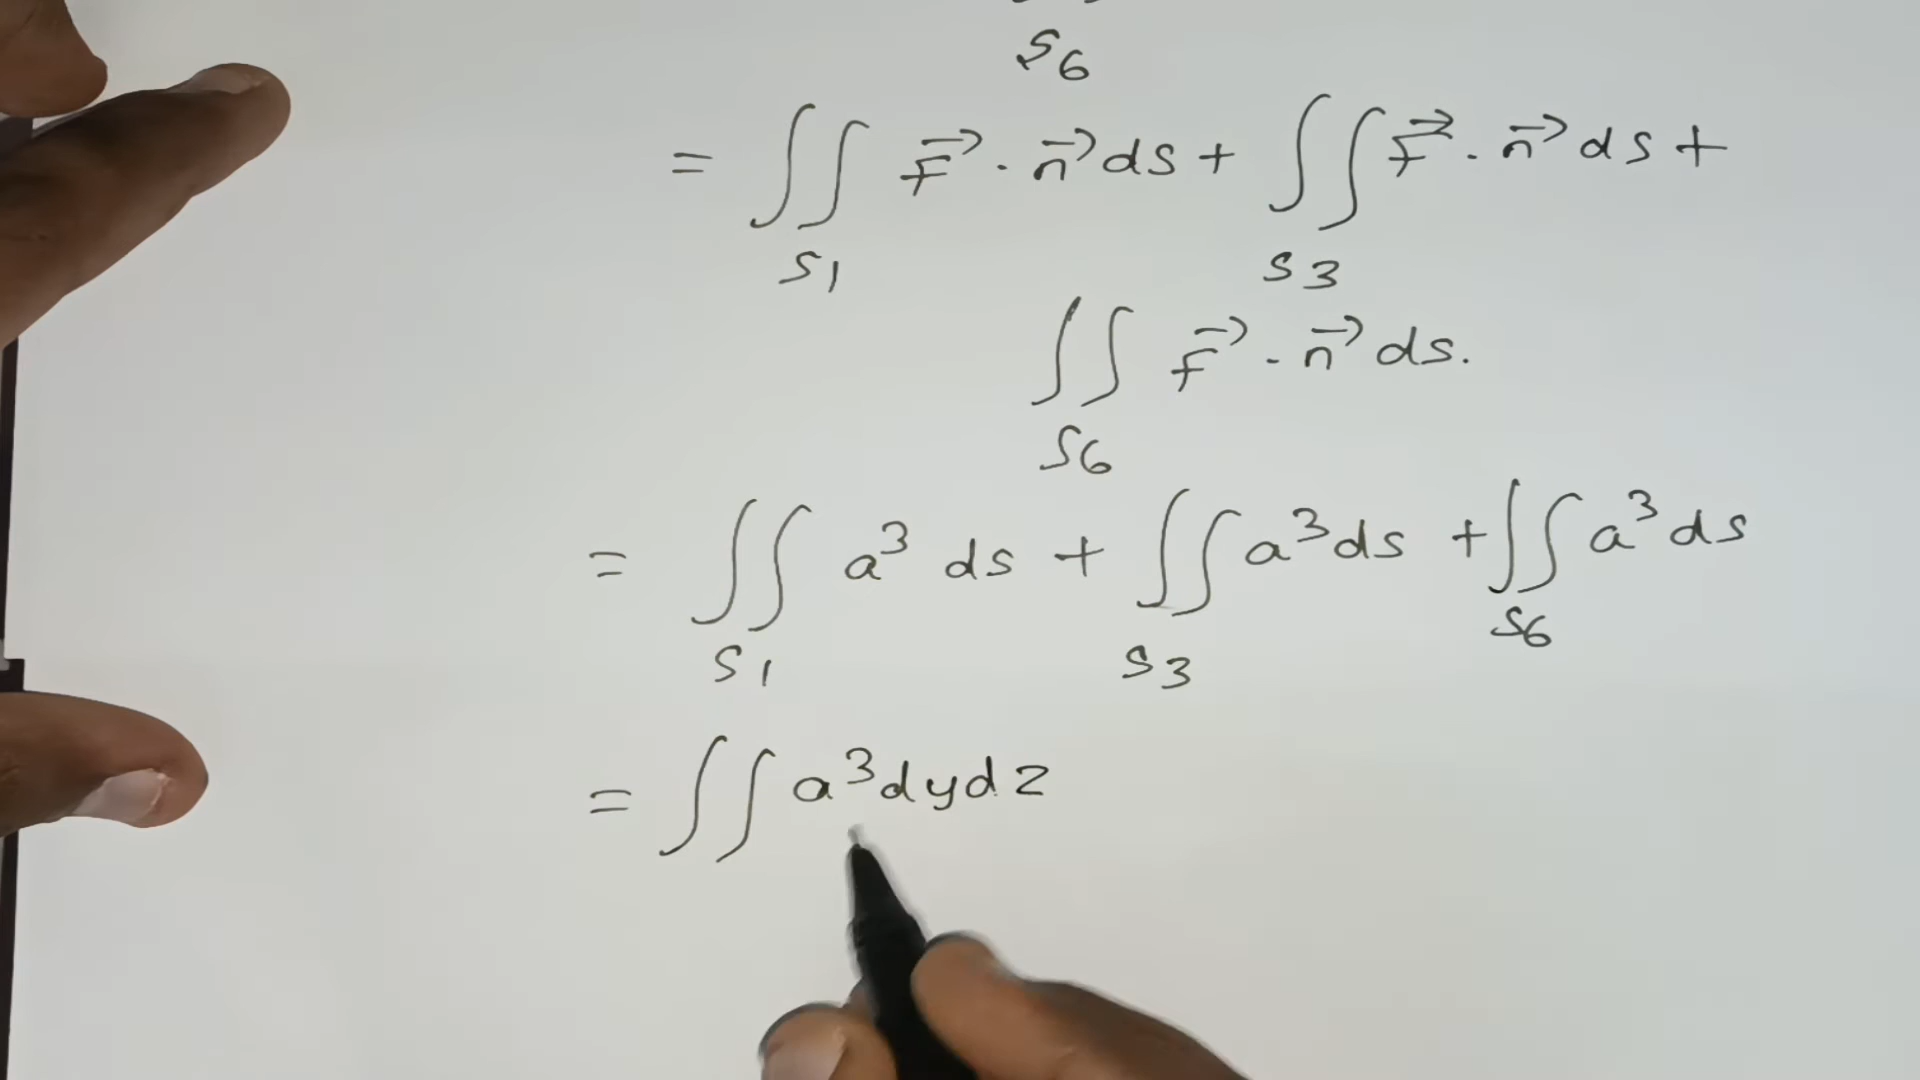 S6
= ∬ F⃗ . n⃗ ds + ∬ F⃗ . n⃗ ds +
S1 S3
∬ F⃗ . n⃗ ds.
S6
= ∬ a³ ds + ∬ a³ ds + ∬ a³ ds
S1 S3 S6
= ∬ a³ dy dz